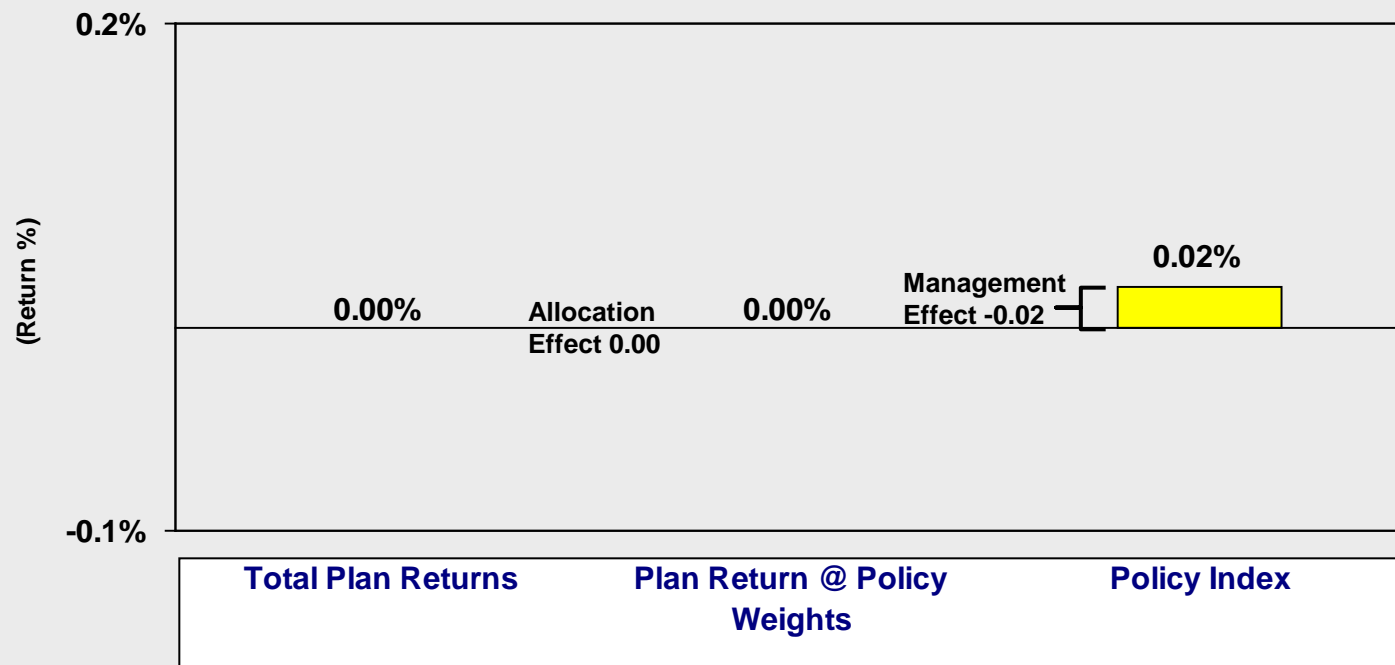 0.2%
(Return %)
0.02%
Management
Effect -0.02
0.00%
Allocation
Effect 0.00
0.00%
-0.1%
Total Plan Returns
Plan Return @ Policy
Weights
Policy Index